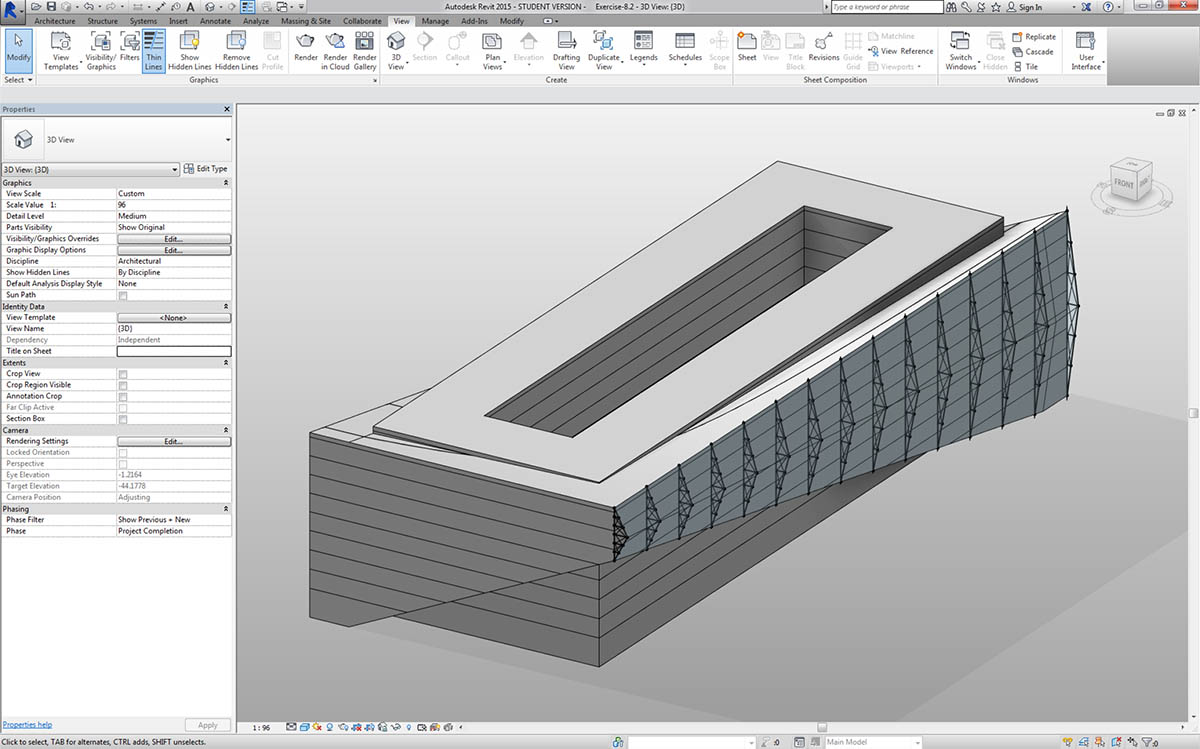 Autodesk Revit 2015 - STUDENT VERSION - Exercise-8.2 - 3D View: {3D}
Type a keyword or phrase
Sign In
Architecture Structure Systems Insert Annotate Analyze Massing & Site Collaborate View Manage Add-Ins Modify
Modify
View Templates
Visibility/ Graphics
Filters
Thin Lines
Show Hidden Lines
Remove Hidden Lines
Cut Profile
Render
Render in Cloud
Render Gallery
3D View
Section
Callout
Plan Views
Elevation
Drafting View
Duplicate View
Legends
Schedules
Scope Box
Sheet
View
Title Block
Revisions
Guide Grid
Matchline
View Reference
Viewports
Switch Windows
Close Hidden
Replicate
Cascade
Tile
User Interface
Select
Graphics
Create
Sheet Composition
Windows
Properties
3D View
3D View: {3D}
Edit Type
Graphics
View Scale Custom
Scale Value 1: 96
Detail Level Medium
Parts Visibility Show Original
Visibility/Graphics Overrides Edit...
Graphic Display Options Edit...
Discipline Architectural
Show Hidden Lines By Discipline
Default Analysis Display Style None
Sun Path
Identity Data
View Template <None>
View Name {3D}
Dependency Independent
Title on Sheet
Extents
Crop View
Crop Region Visible
Annotation Crop
Far Clip Active
Section Box
Camera
Rendering Settings Edit...
Locked Orientation
Perspective
Eye Elevation -1.2164
Target Elevation -44.1778
Camera Position Adjusting
Phasing
Phase Filter Show Previous + New
Phase Project Completion
FRONT
Properties help
Apply
1 : 96
Click to select, TAB for alternates, CTRL adds, SHIFT unselects.
:0
Main Model
:0